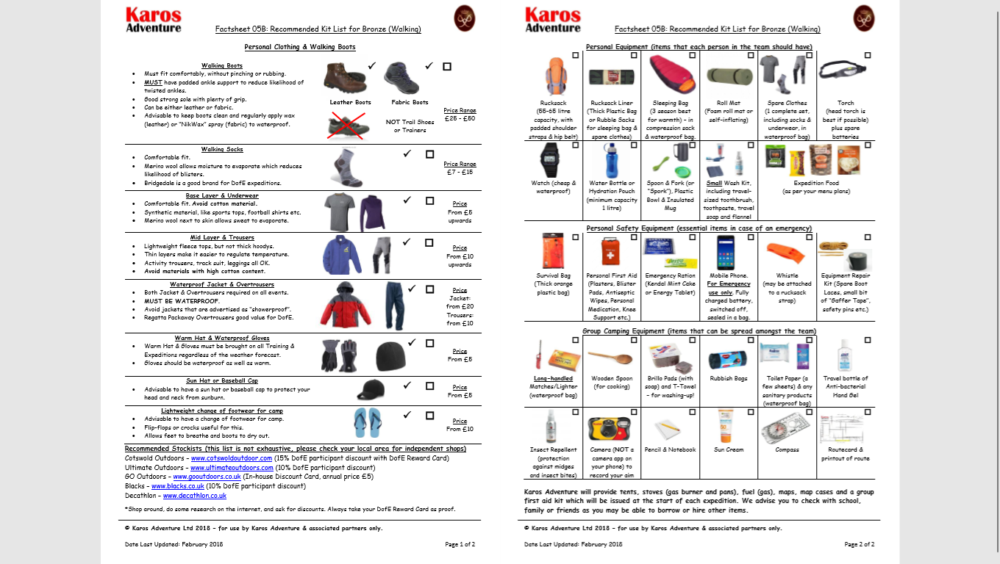 Karos
Adventure
Factsheet 05B: Recommended Kit List for Bronze (Walking)
Personal Clothing & Walking Boots
Walking Boots
• Must fit comfortably, without pinching or rubbing.
• MUST have padded ankle support to reduce likelihood of
twisted ankles.
• Good strong sole with plenty of grip.
• Can be either leather or fabric.
• Advisable to keep boots clean and regularly apply wax
(leather) or "NikWax" spray (fabric) to waterproof.
Leather Boots
Fabric Boots
NOT Trail Shoes
or Trainers
Price Range
£25 - £50
Walking Socks
• Comfortable fit.
• Merino wool allows moisture to evaporate which reduces
likelihood of blisters.
• Bridgedale is a good brand for DofE expeditions.
Price Range
£7 - £15
Base Layer & Underwear
• Comfortable fit. Avoid cotton material.
• Synthetic material, like sports tops, football shirts etc.
• Merino wool next to skin allows sweat to evaporate.
Price
From £5
upwards
Mid Layer & Trousers
• Lightweight fleece tops, but not thick hoodys.
• Thin layers make it easier to regulate temperature.
• Activity trousers, track suit, leggings all OK.
• Avoid materials with high cotton content.
Price
From £10
upwards
Waterproof Jacket & Overtrousers
• Both Jacket & Overtrousers required on all events.
• MUST BE WATERPROOF.
• Avoid jackets that are advertised as "showerproof".
• Regatta Packaway Overtrousers good value for DofE.
Price
Jacket:
from £20
Trousers:
from £10
Warm Hat & Waterproof Gloves
• Warm Hat & Gloves must be brought on all Training &
Expeditions regardless of the weather forecast.
• Gloves should be waterproof as well as warm.
Price
From £5
Sun Hat or Baseball Cap
• Advisable to have a sun hat or baseball cap to protect your
head and neck from sunburn.
Price
From £5
Lightweight change of footwear for camp
• Advisable to have a change of footwear for camp.
• Flip-flops or crocks useful for this.
• Allows feet to breathe and boots to dry out.
Price
From £10
Recommended Stockists (this list is not exhaustive, please check your local area for independent shops)
Cotswold Outdoors – www.cotswoldoutdoor.com (15% DofE participant discount with DofE Reward Card)
Ultimate Outdoors – www.ultimateoutdoors.com (10% DofE participant discount)
GO Outdoors – www.gooutdoors.co.uk (In-house Discount Card, annual price £5)
Blacks – www.blacks.co.uk (10% DofE participant discount)
Decathlon – www.decathlon.co.uk
*Shop around, do some research on the internet, and ask for discounts. Always take your DofE Reward Card as proof.
© Karos Adventure Ltd 2018 – for use by Karos Adventure & associated partners only.
Date Last Updated: February 2018
Page 1 of 2
Karos
Adventure
Factsheet 05B: Recommended Kit List for Bronze (Walking)
Personal Equipment (items that each person in the team should have)
Rucksack
(55-65 litre
capacity, with
padded shoulder
straps & hip belt)
Rucksack Liner
(Thick Plastic Bag
or Rubble Sacks
for sleeping bag &
spare clothes)
Sleeping Bag
(3 season best
for warmth) – in
compression sack
& waterproof bag.
Roll Mat
(Foam roll mat or
self-inflating)
Spare Clothes
(1 complete set,
including socks &
underwear, in
waterproof bag)
Torch
(head torch is
best if possible)
plus spare
batteries
Watch (cheap &
waterproof)
Water Bottle or
Hydration Pouch
(minimum capacity
1 litre)
Spoon & Fork (or
"Spork"), Plastic
Bowl & Insulated
Mug
Small Wash Kit,
including travel-
sized toothbrush,
toothpaste, travel
soap and flannel
Expedition Food
(as per your menu plans)
Personal Safety Equipment (essential items in case of an emergency)
Survival Bag
(Thick orange
plastic bag)
Personal First Aid
(Plasters, Blister
Pads, Antiseptic
Wipes, Personal
Medication, Knee
Support etc.)
Emergency Ration
(Kendal Mint Cake
or Energy Tablet)
Mobile Phone.
For Emergency
use only. Fully
charged battery,
switched off,
sealed in a bag.
Whistle
(may be attached
to a rucksack
strap)
Equipment Repair
Kit (Spare Boot
Laces, small bit
of "Gaffer Tape",
safety pins etc.)
Group Camping Equipment (items that can be spread amongst the team)
Long-handled
Matches/Lighter
(waterproof bag)
Wooden Spoon
(for cooking)
Brillo Pads (with
soap) and T-Towel
– for washing-up!
Rubbish Bags
Toilet Paper (a
few sheets) & any
sanitary products
(waterproof bag)
Travel bottle of
Anti-bacterial
Hand Gel
Insect Repellent
(protection
against midges
and insect bites)
Camera (NOT a
camera app on
your phone) to
record your aim
Pencil & Notebook
Sun Cream
Compass
Routecard &
printout of route
Karos Adventure will provide tents, stoves (gas burner and pans), fuel (gas), maps, map cases and a group
first aid kit which will be issued at the start of each expedition. We advise you to check with school,
family or friends as you may be able to borrow or hire other items.
© Karos Adventure Ltd 2018 – for use by Karos Adventure & associated partners only.
Date Last Updated: February 2018
Page 2 of 2